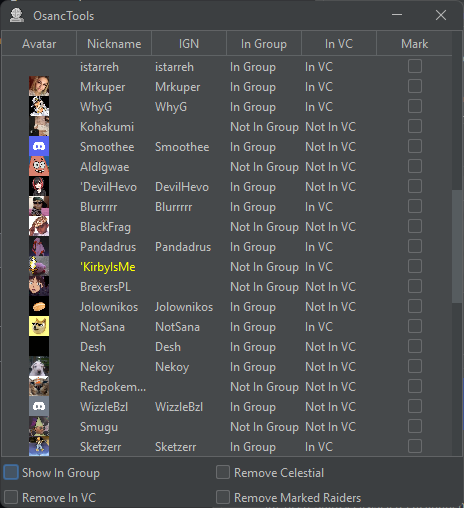 OsancTools
Avatar Nickname IGN In Group In VC Mark
istarreh istarreh In Group In VC
Mrkuper Mrkuper In Group In VC
WhyG WhyG In Group In VC
Kohakumi Not In Group Not In VC
Smoothee Smoothee In Group Not In VC
Aldlgwae Not In Group Not In VC
'DevilHevo DevilHevo In Group Not In VC
Blurrrrr Blurrrrr In Group In VC
BlackFrag Not In Group Not In VC
Pandadrus Pandadrus In Group In VC
'KirbyIsMe Not In Group In VC
BrexersPL Not In Group Not In VC
Jolownikos Jolownikos In Group Not In VC
NotSana NotSana In Group In VC
Desh Desh In Group Not In VC
Nekoy Nekoy In Group Not In VC
Redpokem... Not In Group Not In VC
WizzleBzl WizzleBzl In Group Not In VC
Smugu Not In Group Not In VC
Sketzerr Sketzerr In Group In VC
Show In Group Remove Celestial
Remove In VC Remove Marked Raiders